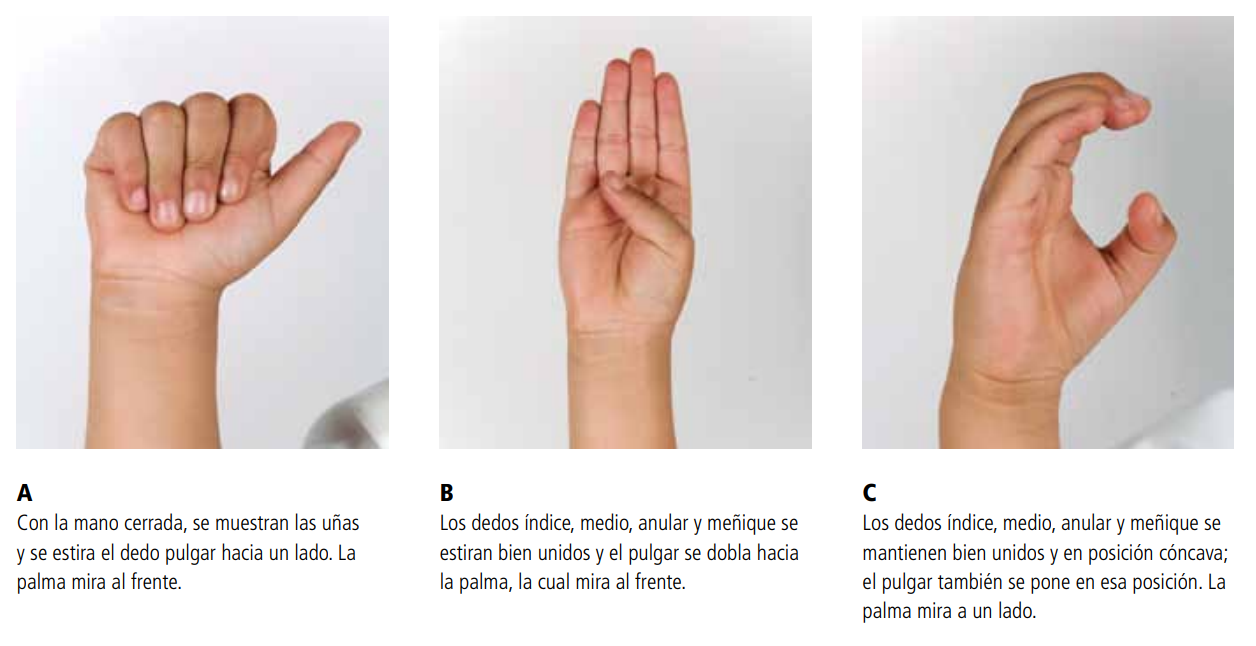 A
Con la mano cerrada, se muestran las uñas
y se estira el dedo pulgar hacia un lado. La
palma mira al frente.
B
Los dedos índice, medio, anular y meñique se
estiran bien unidos y el pulgar se dobla hacia
la palma, la cual mira al frente.
C
Los dedos índice, medio, anular y meñique se
mantienen bien unidos y en posición cóncava;
el pulgar también se pone en esa posición. La
palma mira a un lado.